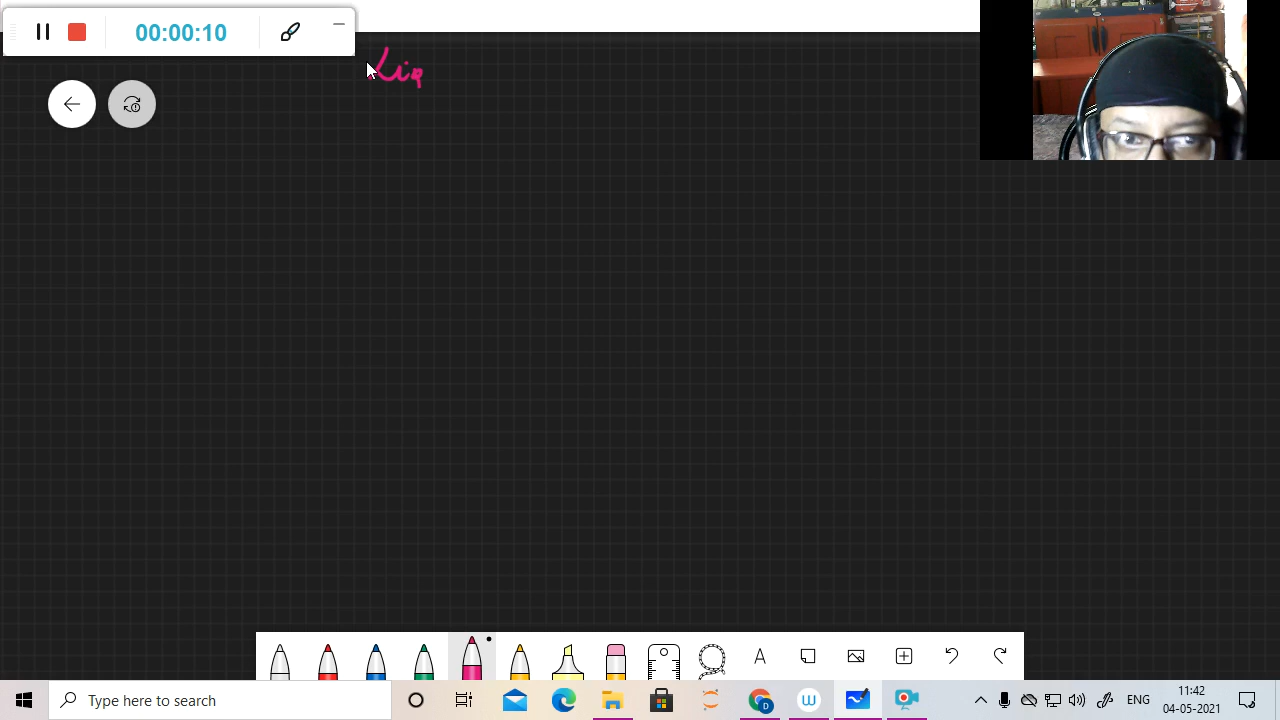 00:00:10
Liq
A
Type here to search
D
W
ENG
11:42
04-05-2021